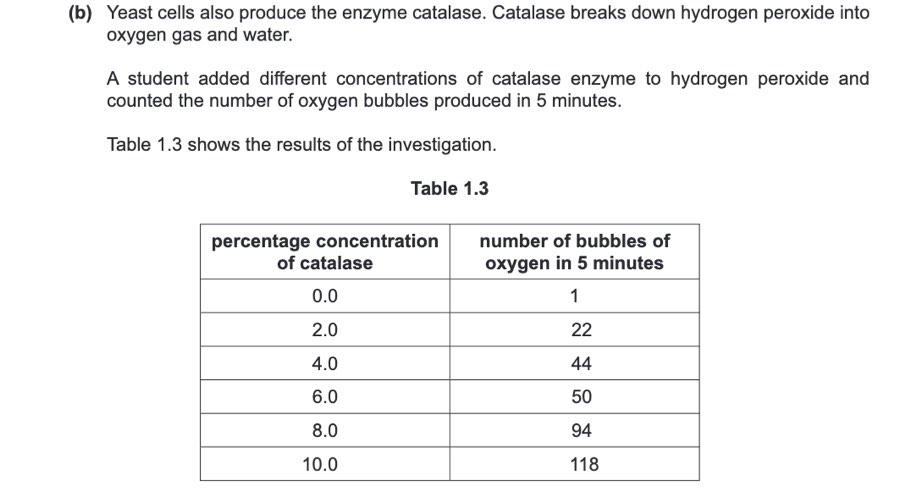 (b) Yeast cells also produce the enzyme catalase. Catalase breaks down hydrogen peroxide into
oxygen gas and water.
A student added different concentrations of catalase enzyme to hydrogen peroxide and
counted the number of oxygen bubbles produced in 5 minutes.
Table 1.3 shows the results of the investigation.
Table 1.3
percentage concentration of catalase | number of bubbles of oxygen in 5 minutes
0.0 | 1
2.0 | 22
4.0 | 44
6.0 | 50
8.0 | 94
10.0 | 118